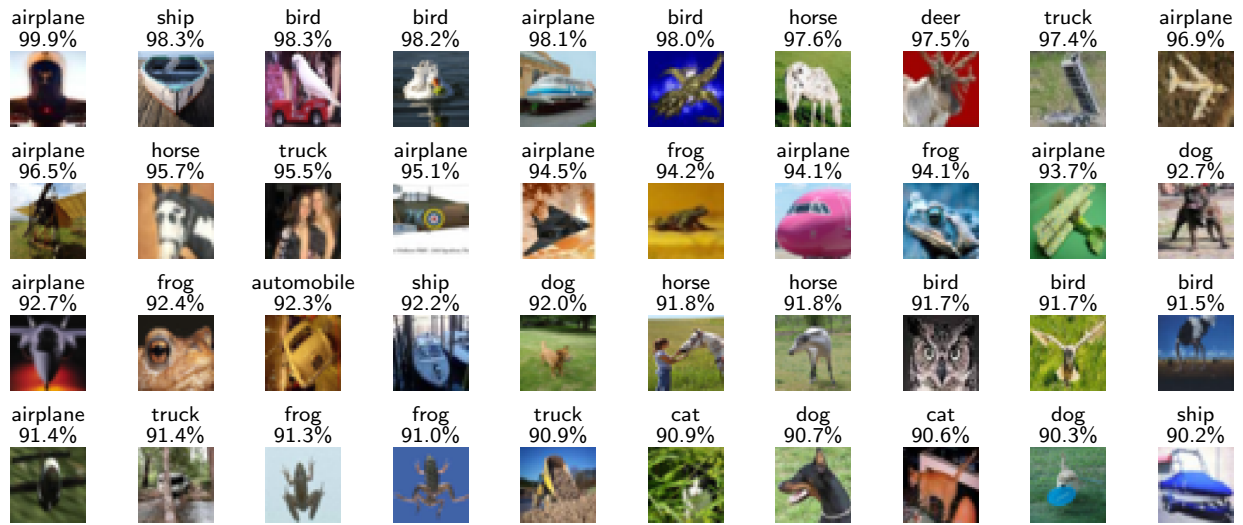 airplane ship bird bird airplane bird horse deer truck airplane
99.9% 98.3% 98.3% 98.2% 98.1% 98.0% 97.6% 97.5% 97.4% 96.9%
airplane horse truck airplane airplane frog airplane frog airplane dog
96.5% 95.7% 95.5% 95.1% 94.5% 94.2% 94.1% 94.1% 93.7% 92.7%
airplane frog automobile ship dog horse horse bird bird bird
92.7% 92.4% 92.3% 92.2% 92.0% 91.8% 91.8% 91.7% 91.7% 91.5%
airplane truck frog frog truck cat dog cat dog ship
91.4% 91.4% 91.3% 91.0% 90.9% 90.9% 90.7% 90.6% 90.3% 90.2%